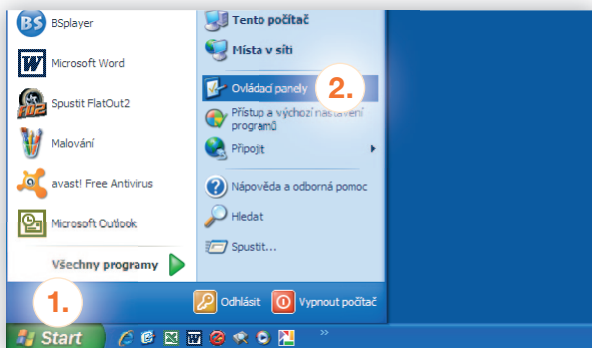 BSplayer
Microsoft Word
Spustit FlatOut2
Malování
avast! Free Antivirus
Microsoft Outlook
Všechny programy
Tento počítač
Místa v síti
Ovládací panely
2.
Přístup a výchozí nastavení
programů
Připojit
Nápověda a odborná pomoc
Hledat
Spustit...
1.
Odhlásit
Vypnout počítač
Start